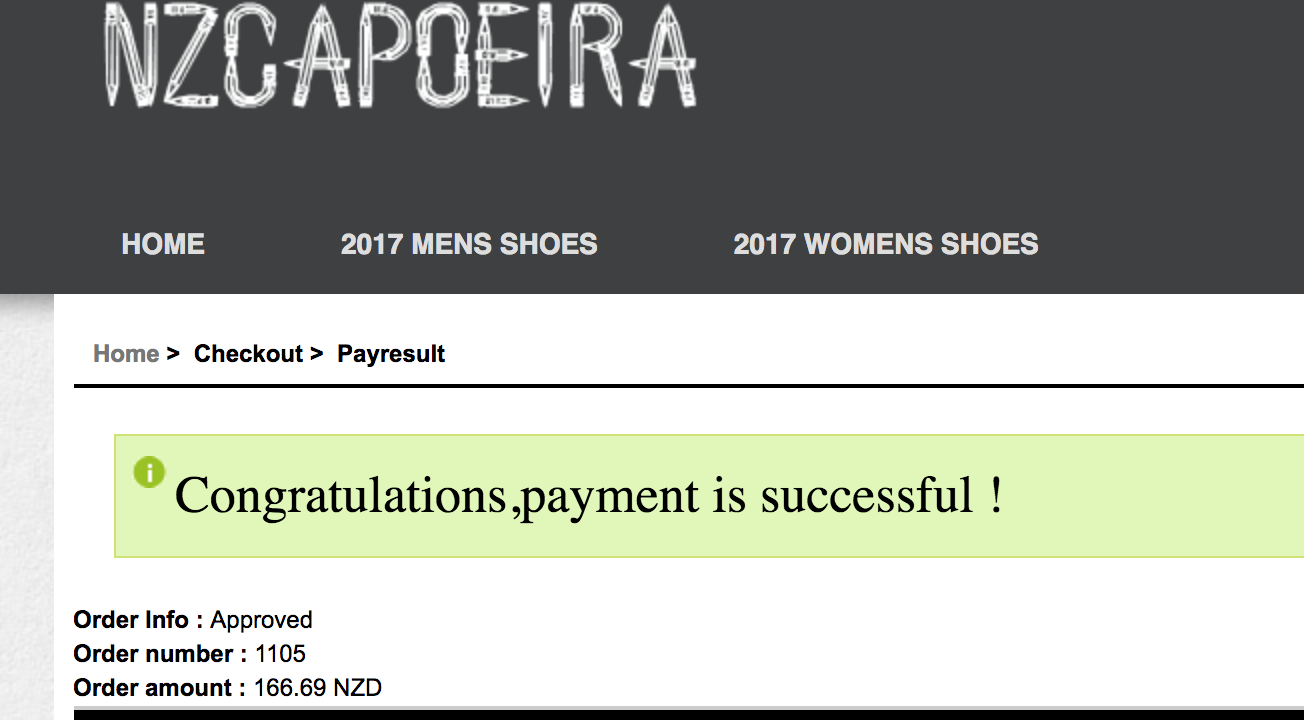 NZCAPOEIRA
HOME 2017 MENS SHOES 2017 WOMENS SHOES
Home > Checkout > Payresult
Congratulations,payment is successful !
Order Info : Approved
Order number : 1105
Order amount : 166.69 NZD